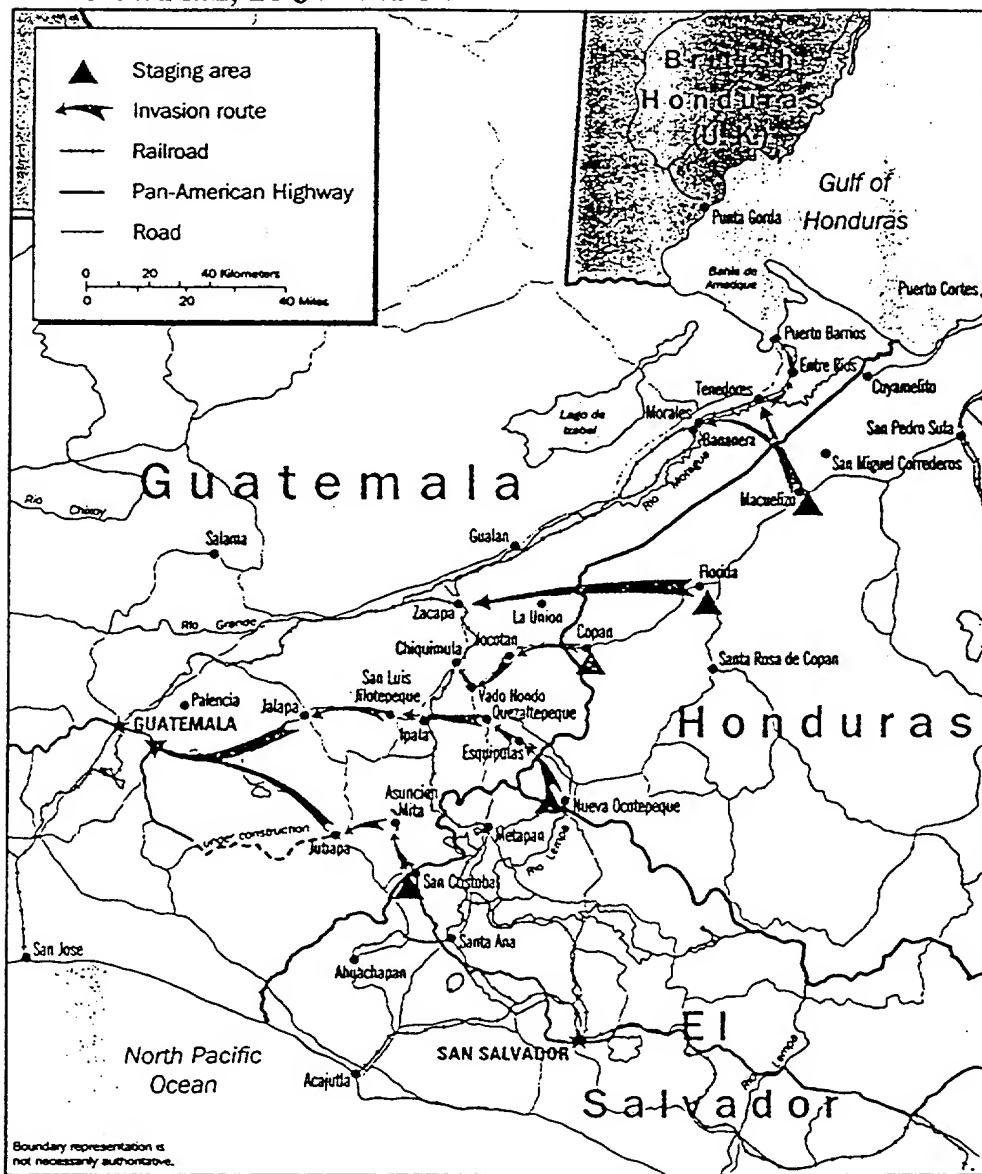 Staging area
Invasion route
Railroad
Pan-American Highway
Road
0 20 40 Kilometers
0 20 40 Miles
British
Honduras
(U.K.)
Gulf of
Honduras
Punta Gorda
Bahia de
Amatique
Puerto Cortes
Puerto Barrios
Entre Rios
Cuyamelito
Tenedores
Lago de
Izabal
Morales
Bananera
San Pedro Sula
San Miguel Correderos
Guatemala
Rio
Chixoy
Rio Motagua
Macuelizo
Salama
Gualan
Florida
Zacapa
La Union
Rio Grande
Jocotan
Copan
Chiquimula
Santa Rosa de Copan
San Luis
Jilotepeque
Vado Hondo
Palencia
GUATEMALA
Jalapa
Quezaltepeque
Honduras
Ipala
Esquipulas
Asuncion
Mita
Nueva Ocotepeque
under construction
Jutiapa
Metapan
Rio Lempa
San Cristobal
San Jose
Santa Ana
Ahuachapan
North Pacific
Ocean
SAN SALVADOR
El
Salvador
Rio Lempa
Acajutla
Boundary representation is
not necessarily authoritative.